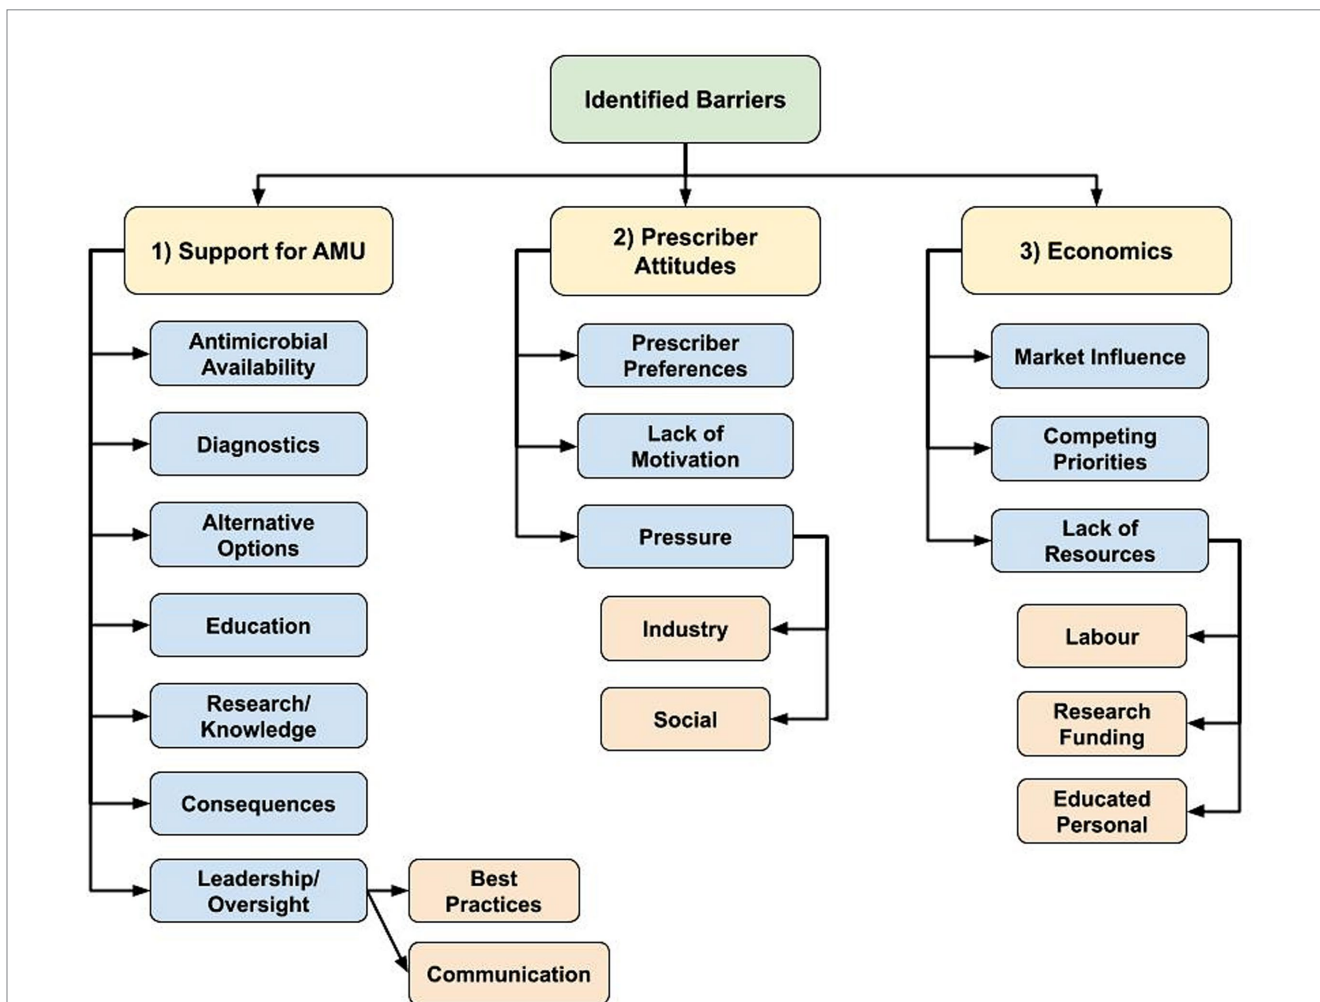 Identified Barriers
1) Support for AMU
Antimicrobial
Availability
Diagnostics
Alternative
Options
Education
Research/
Knowledge
Consequences
Leadership/
Oversight
Best
Practices
Communication
2) Prescriber
Attitudes
Prescriber
Preferences
Lack of
Motivation
Pressure
Industry
Social
3) Economics
Market Influence
Competing
Priorities
Lack of
Resources
Labour
Research
Funding
Educated
Personal